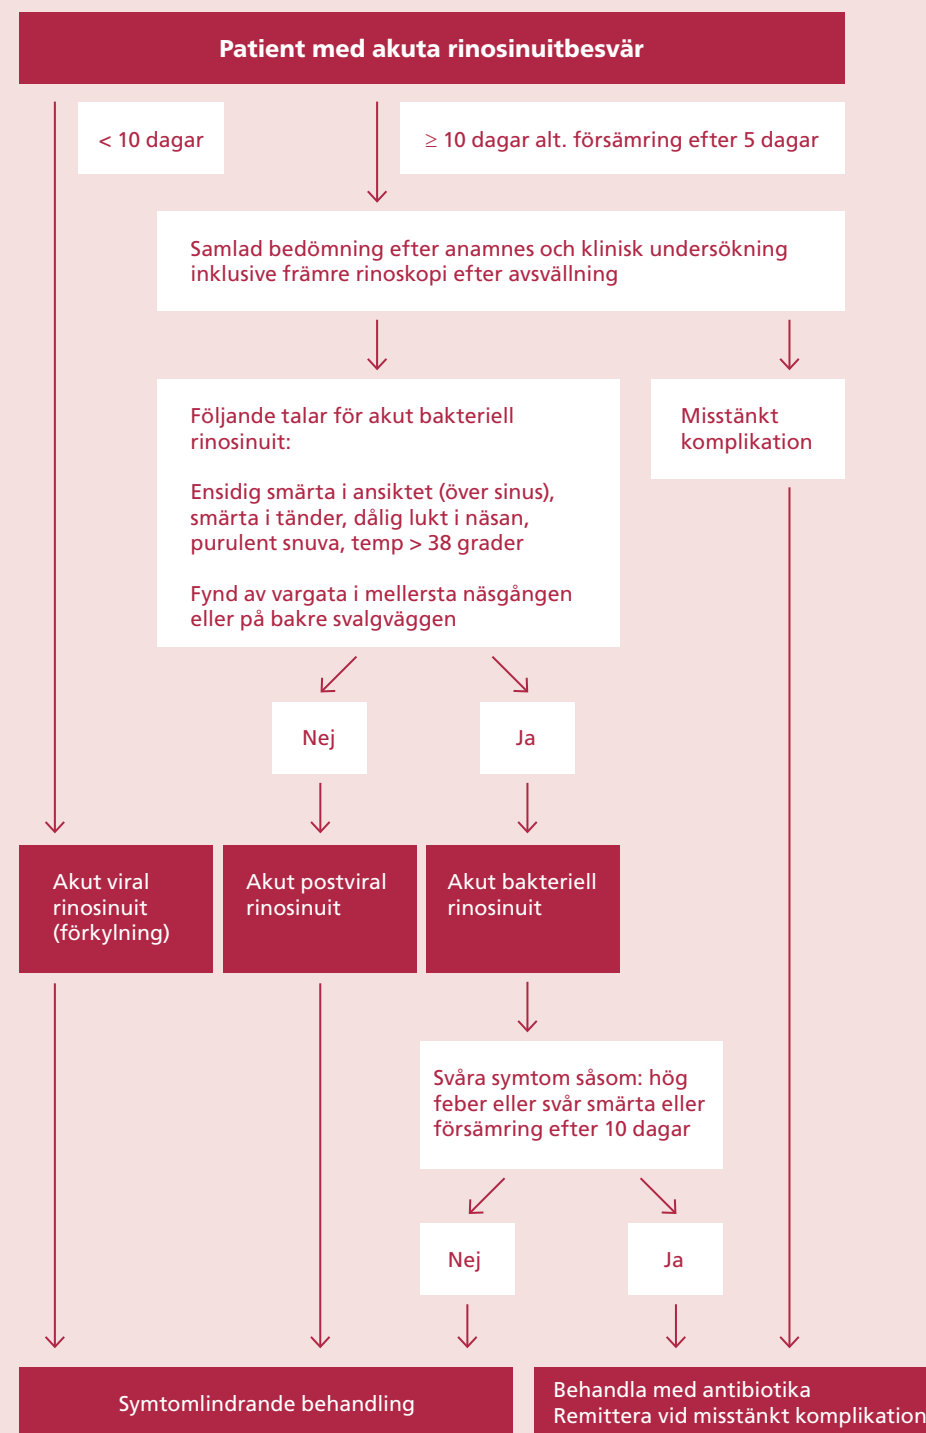 Patient med akuta rinosinuitbesvär
< 10 dagar
≥ 10 dagar alt. försämring efter 5 dagar
Samlad bedömning efter anamnes och klinisk undersökning
inklusive främre rinoskopi efter avsvällning
Följande talar för akut bakteriell
rinosinuit:
Ensidig smärta i ansiktet (över sinus),
smärta i tänder, dålig lukt i näsan,
purulent snuva, temp > 38 grader
Fynd av vargata i mellersta näsgången
eller på bakre svalgväggen
Misstänkt
komplikation
Nej
Ja
Akut viral
rinosinuit
(förkylning)
Akut postviral
rinosinuit
Akut bakteriell
rinosinuit
Svåra symtom såsom: hög
feber eller svår smärta eller
försämring efter 10 dagar
Nej
Ja
Symtomlindrande behandling
Behandla med antibiotika
Remittera vid misstänkt komplikation